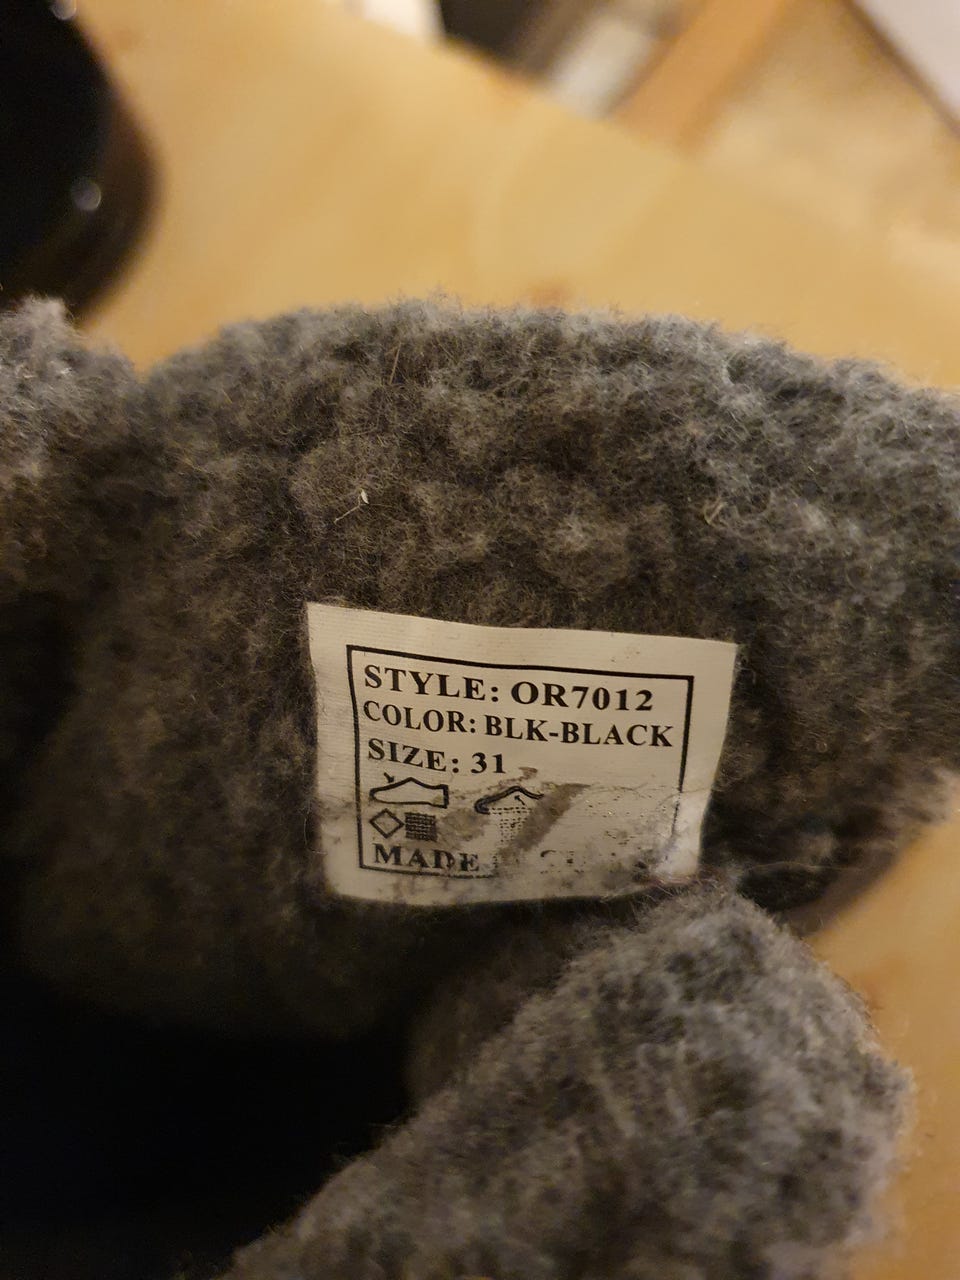 STYLE: OR7012
COLOR: BLK-BLACK
SIZE: 31
MADE